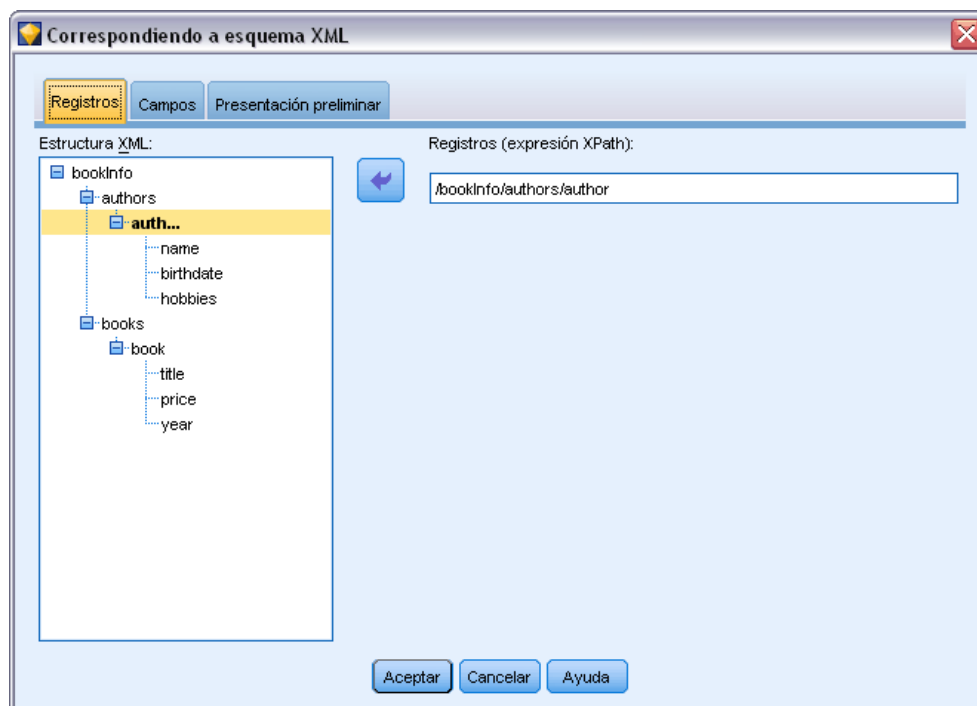 Correspondiendo a esquema XML
Registros Campos Presentación preliminar
Estructura XML:
Registros (expresión XPath):
/bookInfo/authors/author
bookInfo
authors
auth...
name
birthdate
hobbies
books
book
title
price
year
Aceptar Cancelar Ayuda